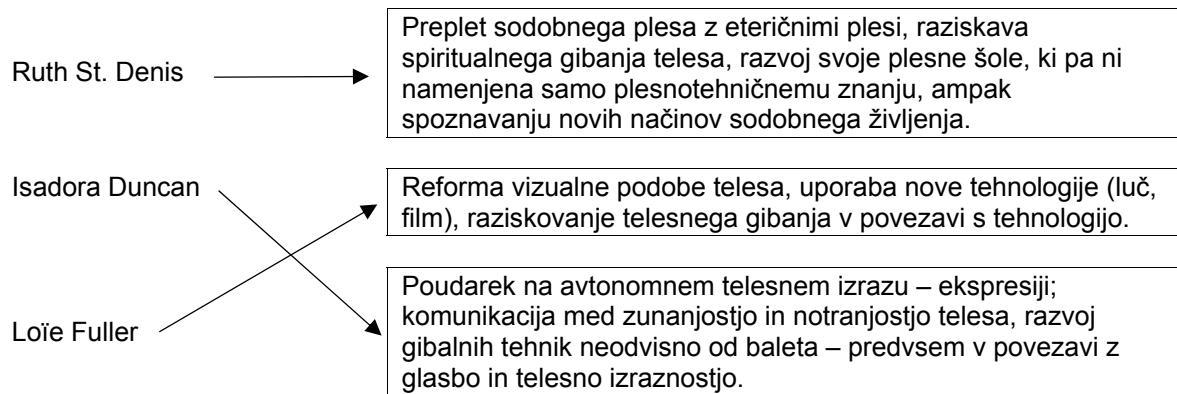 Ruth St. Denis
Preplet sodobnega plesa z eteričnimi plesi, raziskava
spiritualnega gibanja telesa, razvoj svoje plesne šole, ki pa ni
namenjena samo plesnotehničnemu znanju, ampak
spoznavanju novih načinov sodobnega življenja.
Isadora Duncan
Reforma vizualne podobe telesa, uporaba nove tehnologije (luč,
film), raziskovanje telesnega gibanja v povezavi s tehnologijo.
Loïe Fuller
Poudarek na avtonomnem telesnem izrazu – ekspresiji;
komunikacija med zunanjostjo in notranjostjo telesa, razvoj
gibalnih tehnik neodvisno od baleta – predvsem v povezavi z
glasbo in telesno izraznostjo.